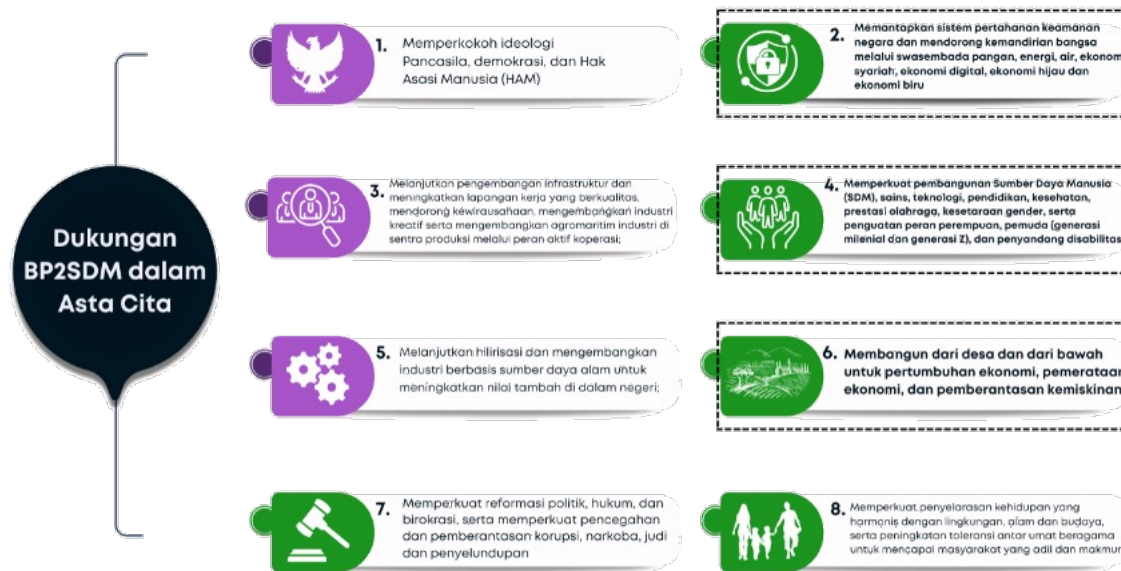 Dukungan
BP2SDM dalam
Asta Cita
1. Memperkokoh ideologi
Pancasila, demokrasi, dan Hak
Asasi Manusia (HAM)
2. Memantapkan sistem pertahanan keamanan
negara dan mendorong kemandirian bangsa
melalui swasembada pangan, energi, air, ekonomi
syariah, ekonomi digital, ekonomi hijau dan
ekonomi biru
3. Melanjutkan pengembangan infrastruktur dan
meningkatkan lapangan kerja yang berkualitas,
mendorong kewirausahaan, mengembangkan industri
kreatif serta mengembangkan agromaritim industri di
sentra produksi melalui peran aktif koperasi;
4. Memperkuat pembangunan Sumber Daya Manusia
(SDM), sains, teknologi, pendidikan, kesehatan,
prestasi olahraga, kesetaraan gender, serta
penguatan peran perempuan, pemuda (generasi
milenial dan generasi Z), dan penyandang disabilitas
5. Melanjutkan hilirisasi dan mengembangkan
industri berbasis sumber daya alam untuk
meningkatkan nilai tambah di dalam negeri;
6. Membangun dari desa dan dari bawah
untuk pertumbuhan ekonomi, pemerataan
ekonomi, dan pemberantasan kemiskinan
7. Memperkuat reformasi politik, hukum, dan
birokrasi, serta memperkuat pencegahan
dan pemberantasan korupsi, narkoba, judi
dan penyelundupan
8. Memperkuat penyelarasan kehidupan yang
harmonis dengan lingkungan, alam dan budaya,
serta peningkatan toleransi antar umat beragama
untuk mencapai masyarakat yang adil dan makmur